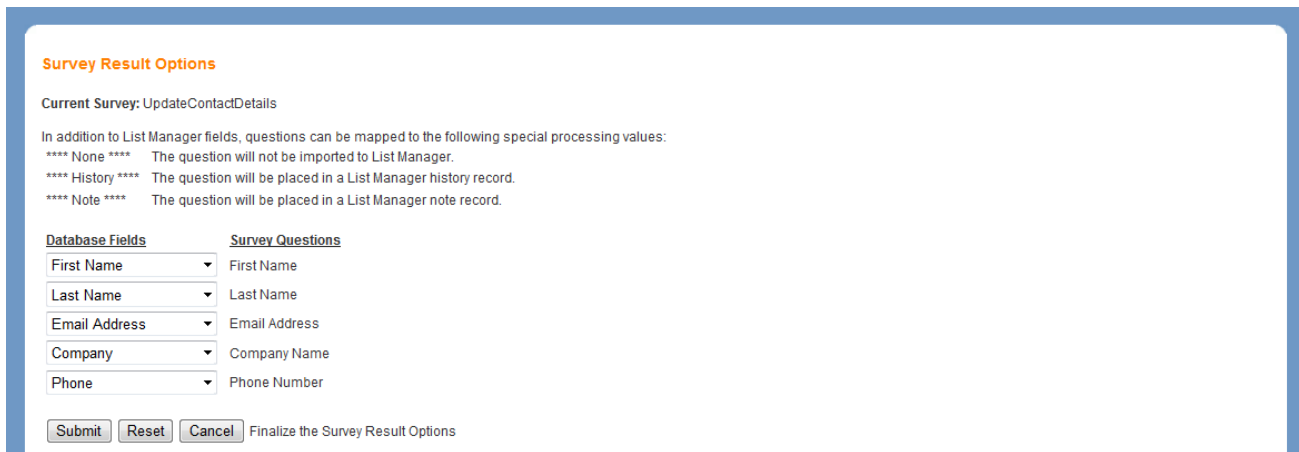 Survey Result Options
Current Survey: UpdateContactDetails
In addition to List Manager fields, questions can be mapped to the following special processing values:
**** None **** The question will not be imported to List Manager.
**** History **** The question will be placed in a List Manager history record.
**** Note **** The question will be placed in a List Manager note record.
Database Fields Survey Questions
First Name First Name
Last Name Last Name
Email Address Email Address
Company Company Name
Phone Phone Number
Submit Reset Cancel Finalize the Survey Result Options